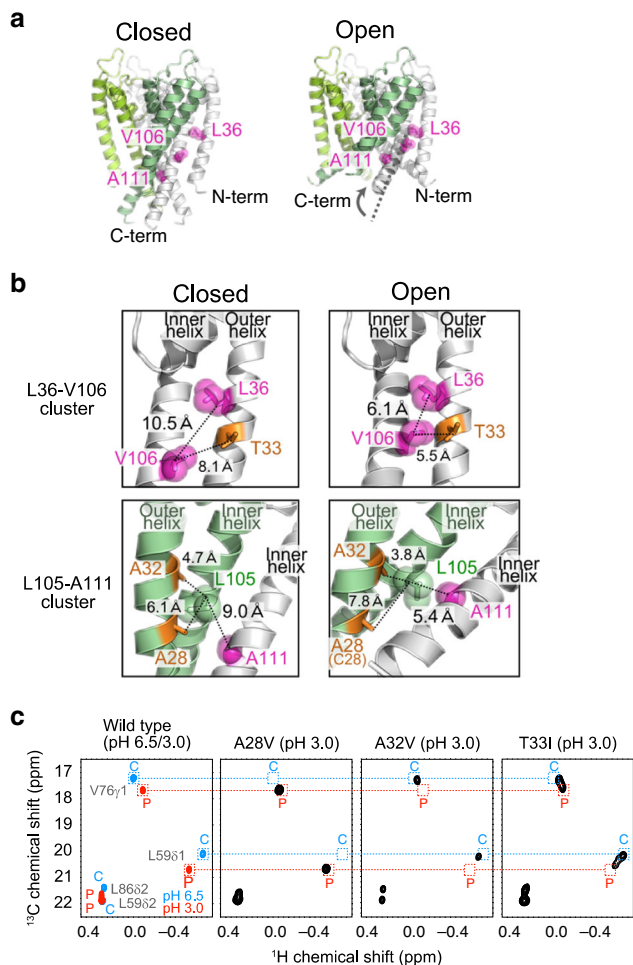 a
Closed
Open
V106
L36
A111
N-term
C-term
V106
L36
A111
C-term
N-term
b
Closed
Open
L36-V106
cluster
Inner
helix
Outer
helix
L36
10.5 Å
V106
8.1 Å
T33
Inner
helix
Outer
helix
L36
6.1 Å
V106
T33
5.5 Å
L105-A111
cluster
Outer
helix
Inner
helix
Inner
helix
4.7 Å
A32
L105
6.1 Å
9.0 Å
A28
A111
Outer
helix
Inner
helix
Inner
helix
3.8 Å
A32
L105
7.8 Å
A111
5.4 Å
A28
(C28)
c
Wild type
(pH 6.5/3.0)
A28V (pH 3.0)
A32V (pH 3.0)
T33I (pH 3.0)
13C chemical shift (ppm)
17
18
19
20
21
22
C
V76γ1
P
C
L59δ1
P
P
L86δ2
C
P
L59δ2
pH 6.5
pH 3.0
C
P
C
P
C
P
C
P
C
P
C
P
0.4 0 −0.4
0.4 0 −0.4
0.4 0 −0.4
0.4 0 −0.4
1H chemical shift (ppm)